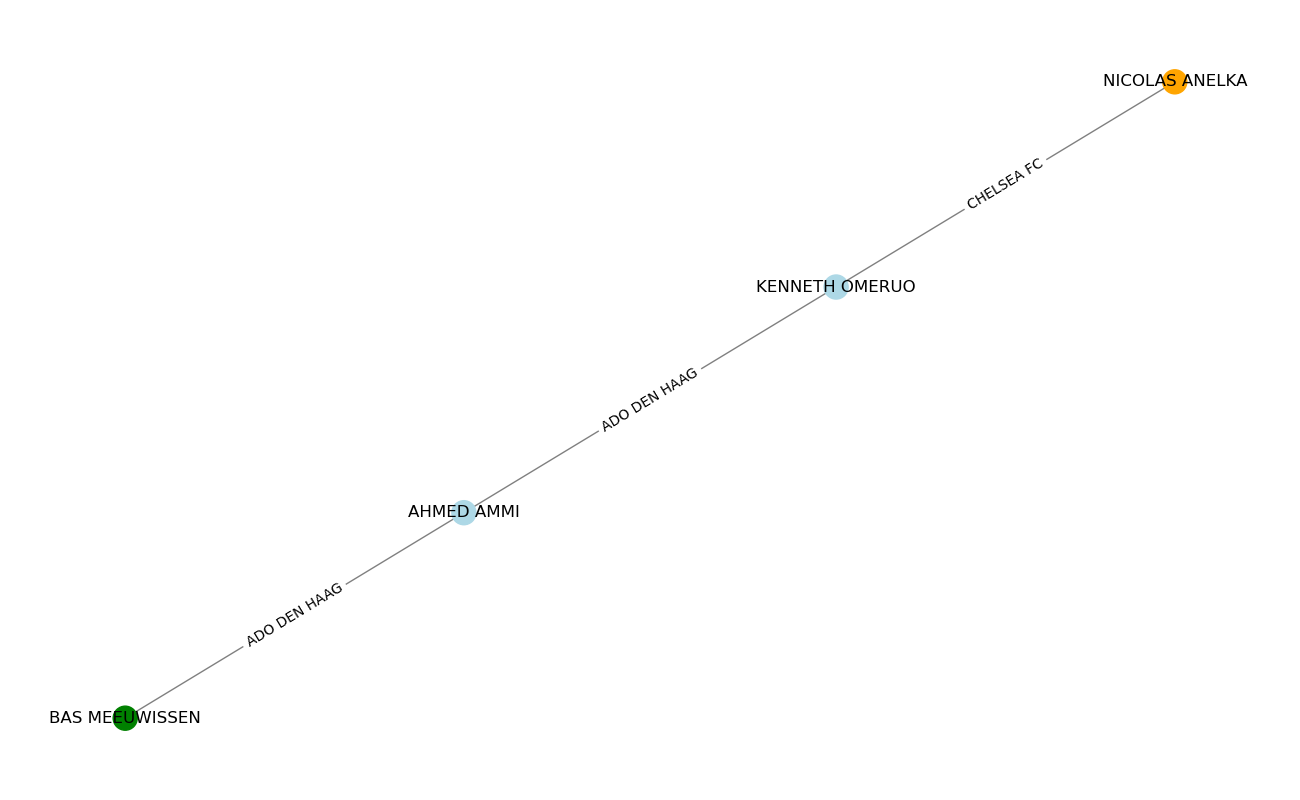 NICOLAS ANELKA
CHELSEA FC
KENNETH OMERUO
ADO DEN HAAG
AHMED AMMI
ADO DEN HAAG
BAS MEEUWISSEN